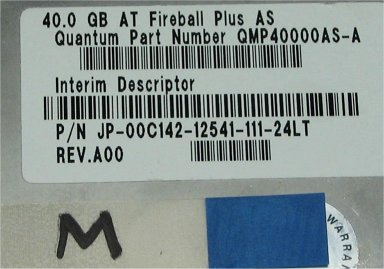 40.0 GB AT Fireball Plus AS
Quantum Part Number QMP40000AS-A
Interim Descriptor
P/N JP-00C142-12541-111-24LT
REV.A00
M